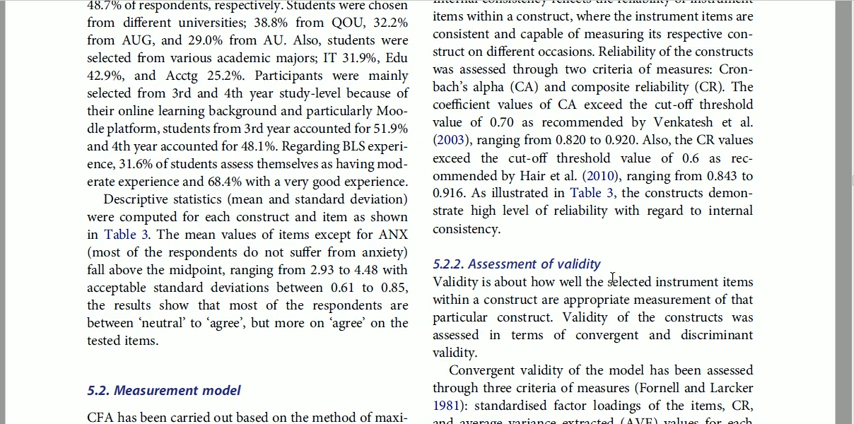 48.7% of respondents, respectively. Students were chosen
from different universities; 38.8% from QOU, 32.2%
from AUG, and 29.0% from AU. Also, students were
selected from various academic majors; IT 31.9%, Edu
42.9%, and Acctg 25.2%. Participants were mainly
selected from 3rd and 4th year study-level because of
their online learning background and particularly Moo-
dle platform, students from 3rd year accounted for 51.9%
and 4th year accounted for 48.1%. Regarding BLS experi-
ence, 31.6% of students assess themselves as having mod-
erate experience and 68.4% with a very good experience.
Descriptive statistics (mean and standard deviation)
were computed for each construct and item as shown
in Table 3. The mean values of items except for ANX
(most of the respondents do not suffer from anxiety)
fall above the midpoint, ranging from 2.93 to 4.48 with
acceptable standard deviations between 0.61 to 0.85,
the results show that most of the respondents are
between ‘neutral’ to ‘agree’, but more on ‘agree’ on the
tested items.
5.2. Measurement model
CFA has been carried out based on the method of maxi-
internal consistency reflects the reliability of instrument
items within a construct, where the instrument items are
consistent and capable of measuring its respective con-
struct on different occasions. Reliability of the constructs
was assessed through two criteria of measures: Cron-
bach’s alpha (CA) and composite reliability (CR). The
coefficient values of CA exceed the cut-off threshold
value of 0.70 as recommended by Venkatesh et al.
(2003), ranging from 0.820 to 0.920. Also, the CR values
exceed the cut-off threshold value of 0.6 as rec-
ommended by Hair et al. (2010), ranging from 0.843 to
0.916. As illustrated in Table 3, the constructs demon-
strate high level of reliability with regard to internal
consistency.
5.2.2. Assessment of validity
Validity is about how well the selected instrument items
within a construct are appropriate measurement of that
particular construct. Validity of the constructs was
assessed in terms of convergent and discriminant
validity.
Convergent validity of the model has been assessed
through three criteria of measures (Fornell and Larcker
1981): standardised factor loadings of the items, CR,
and average variance extracted (AVE) values for each